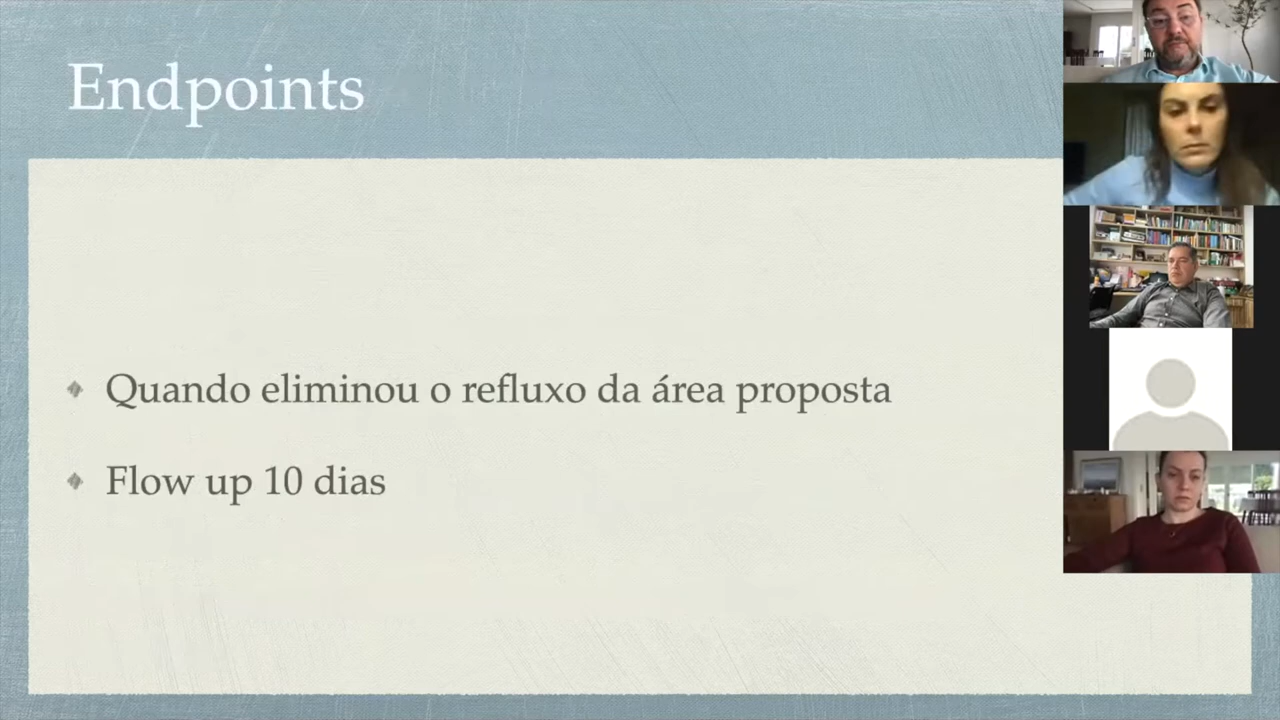 Endpoints
Quando eliminou o refluxo da área proposta
Flow up 10 dias